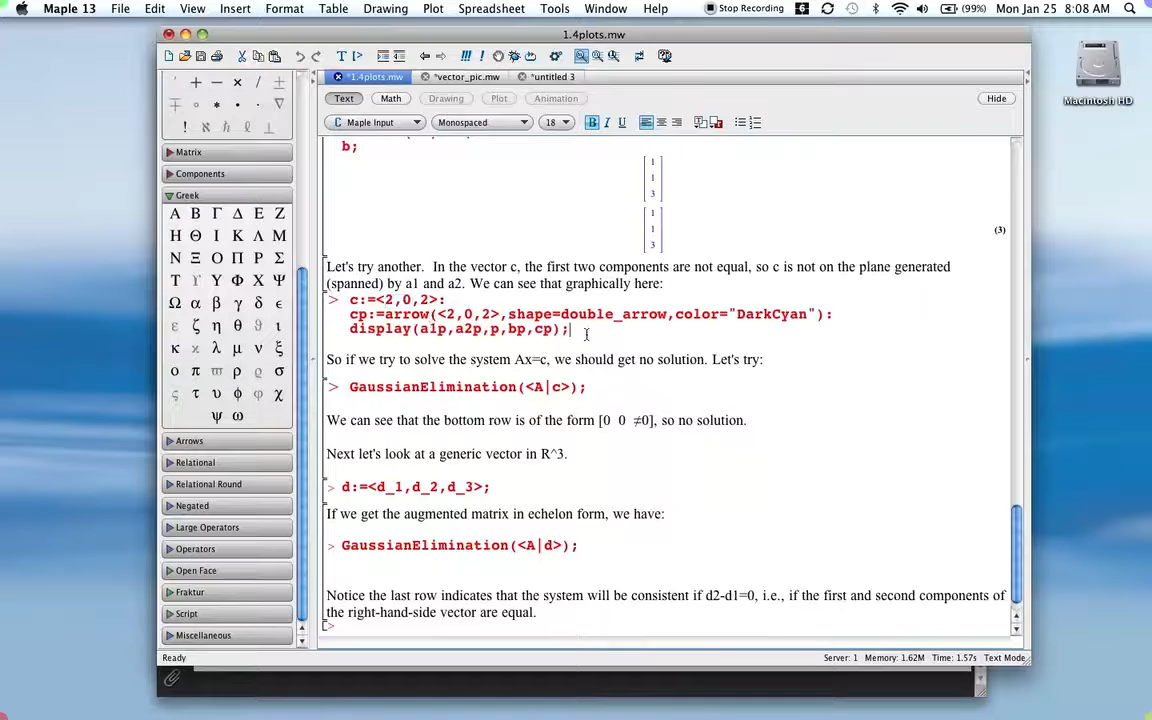 Maple 13 File Edit View Insert Format Table Drawing Plot Spreadsheet Tools Window Help Stop Recording (99%) Mon Jan 25 8:08 AM
1.4plots.mw
*1.4plots.mw *vector_pic.mw *untitled 3
Text Math Drawing Plot Animation Hide
C Maple Input Monospaced 18 B I U
' + − × / ±
∓ ∘ * • · ∇
! ℵ ħ ℓ ⊥
Matrix
Components
Greek
Α Β Γ Δ Ε Ζ
Η Θ Ι Κ Λ Μ
Ν Ξ Ο Π Ρ Σ
Τ ϒ Υ Φ Χ Ψ
Ω α β γ δ ϵ
ε ζ η θ ϑ ι
κ ϰ λ μ ν ξ
ο π ϖ ρ ϱ σ
ς τ υ ϕ φ χ
ψ ω
Arrows
Relational
Relational Round
Negated
Large Operators
Operators
Open Face
Fraktur
Script
Miscellaneous
b;
1
1
3
1
1
3
(3)
Let's try another. In the vector c, the first two components are not equal, so c is not on the plane generated
(spanned) by a1 and a2. We can see that graphically here:
> c:=<2,0,2>:
cp:=arrow(<2,0,2>,shape=double_arrow,color="DarkCyan"):
display(a1p,a2p,p,bp,cp);
So if we try to solve the system Ax=c, we should get no solution. Let's try:
> GaussianElimination(<A|c>);
We can see that the bottom row is of the form [0 0 ≠0], so no solution.
Next let's look at a generic vector in R^3.
> d:=<d_1,d_2,d_3>;
If we get the augmented matrix in echelon form, we have:
> GaussianElimination(<A|d>);
Notice the last row indicates that the system will be consistent if d2-d1=0, i.e., if the first and second components of
the right-hand-side vector are equal.
>
Ready Server: 1 Memory: 1.62M Time: 1.57s Text Mode
Macintosh HD